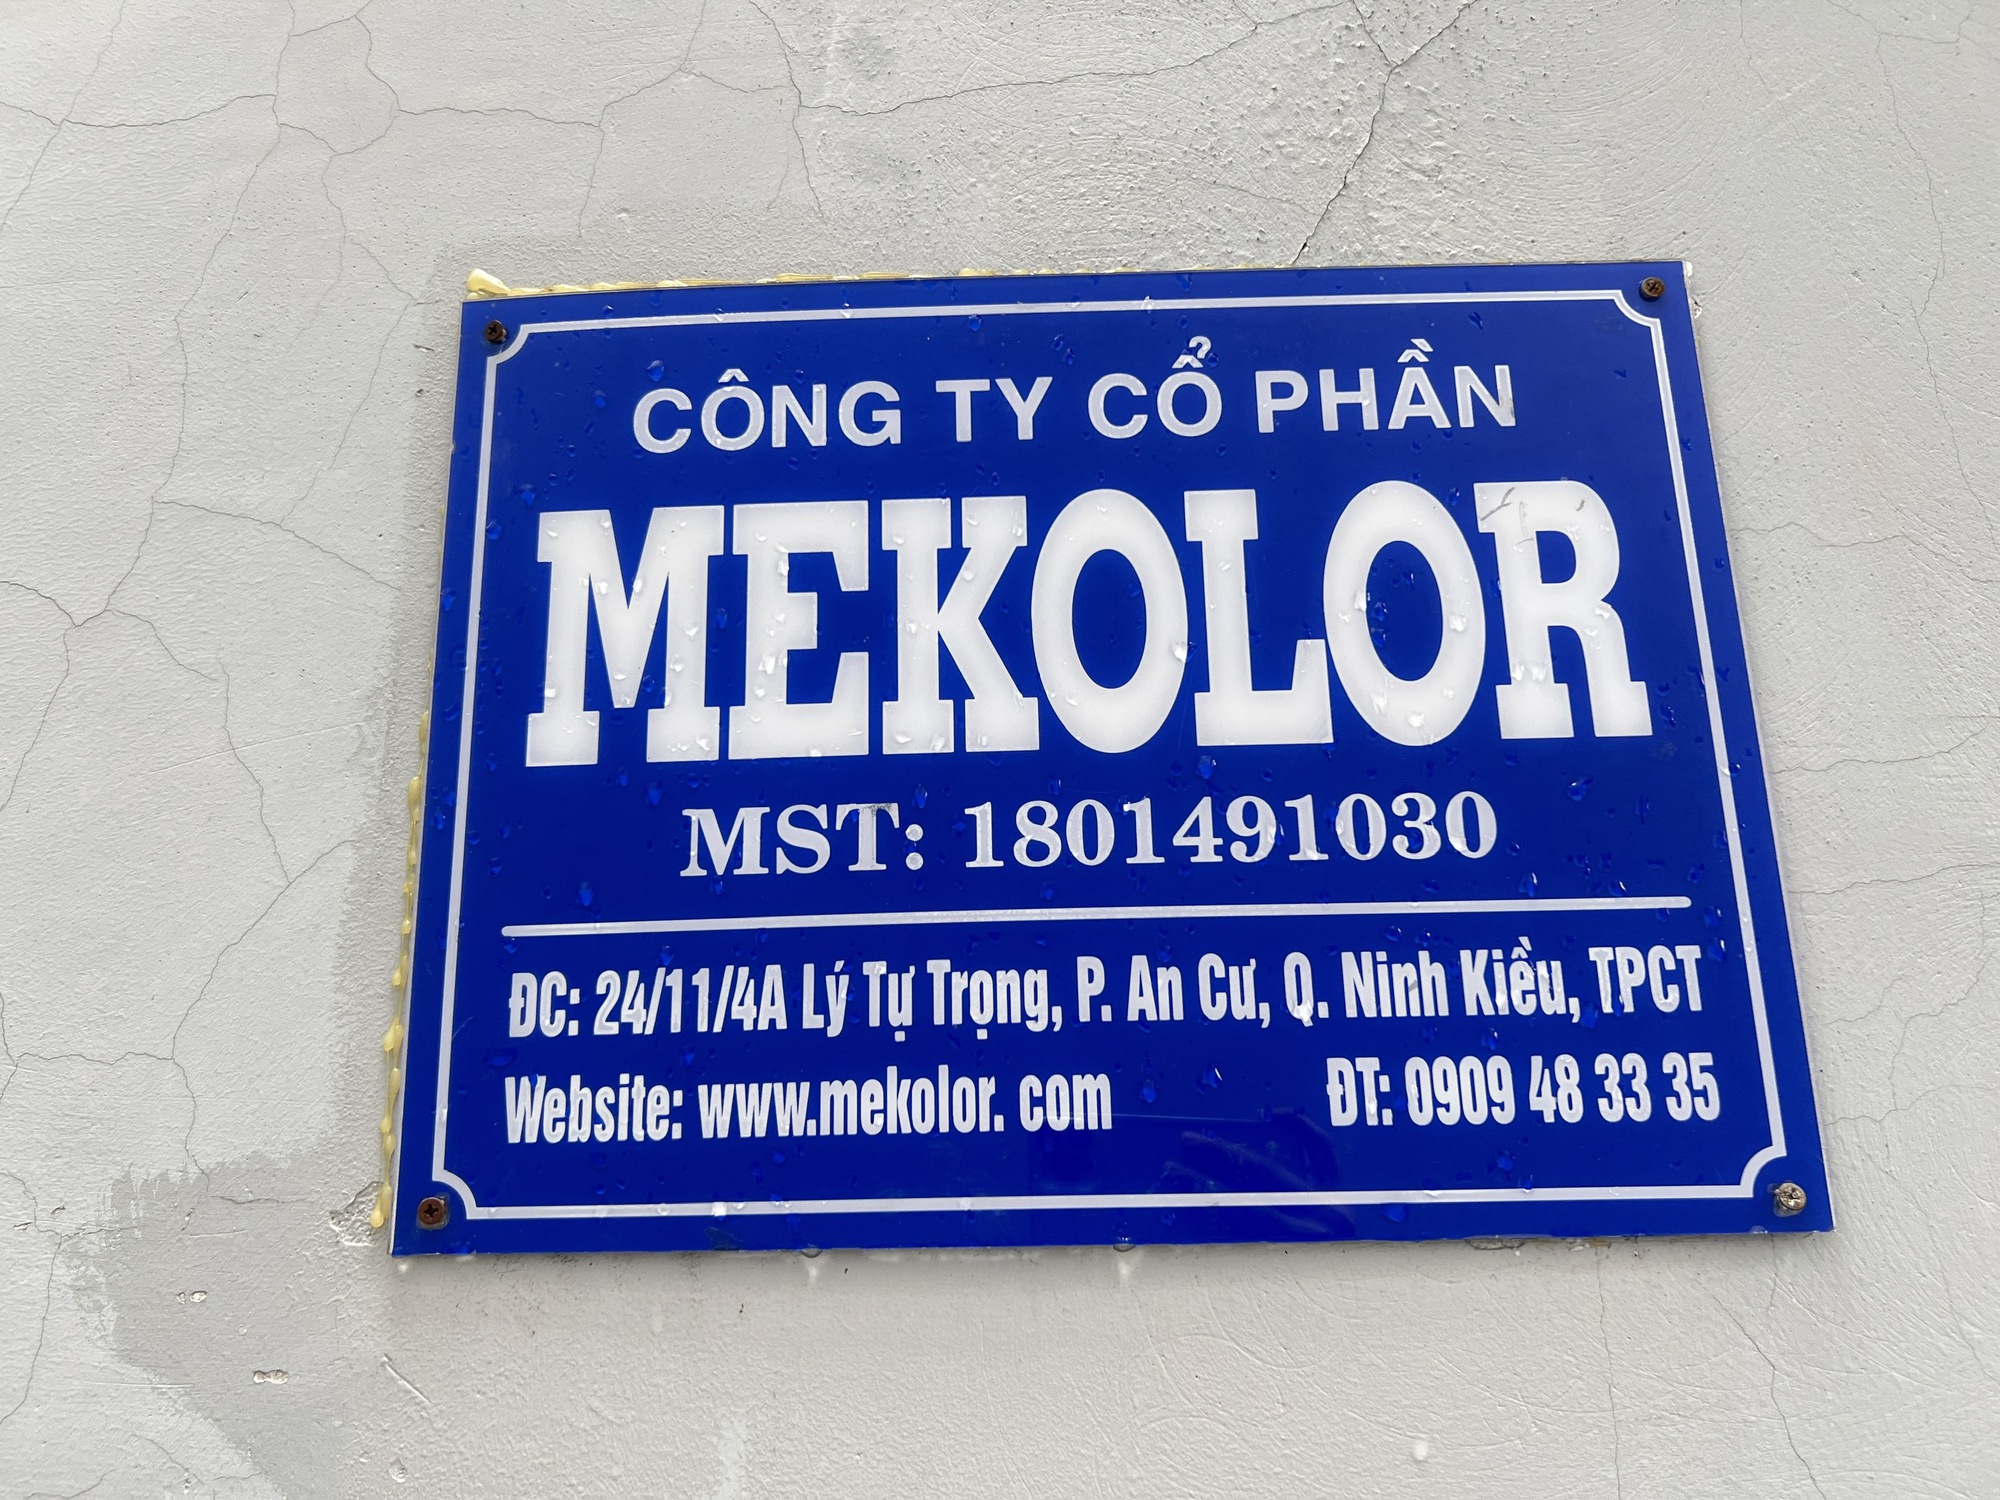 CÔNG TY CỔ PHẦN
MEKOLOR
MST: 1801491030
ĐC: 24/11/4A Lý Tự Trọng, P. An Cư, Q. Ninh Kiều, TPCT
Website: www.mekolor. com ĐT: 0909 48 33 35